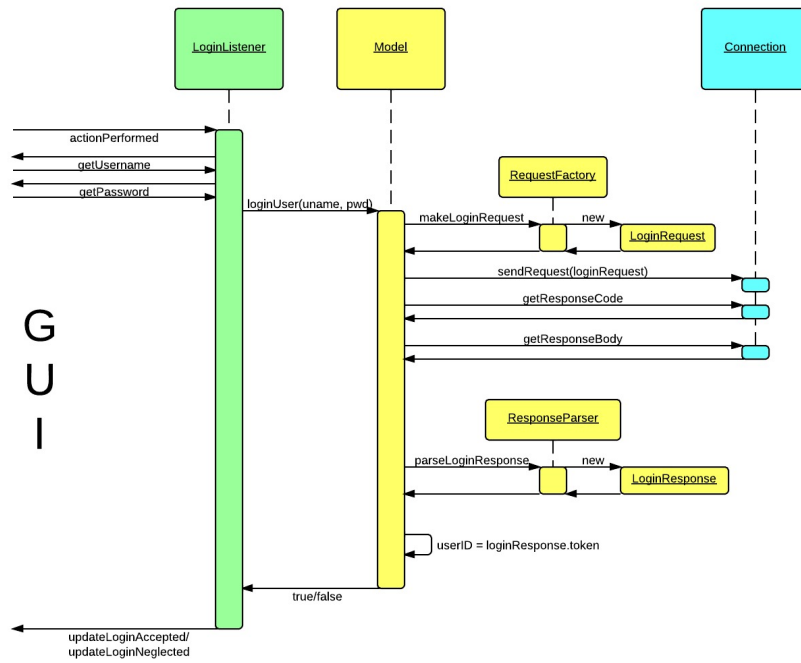 LoginListener
Model
Connection
actionPerformed
getUsername
getPassword
loginUser(uname, pwd)
RequestFactory
makeLoginRequest
new
LoginRequest
sendRequest(loginRequest)
getResponseCode
getResponseBody
G
U
I
ResponseParser
parseLoginResponse
new
LoginResponse
userID = loginResponse.token
true/false
updateLoginAccepted/
updateLoginNeglected